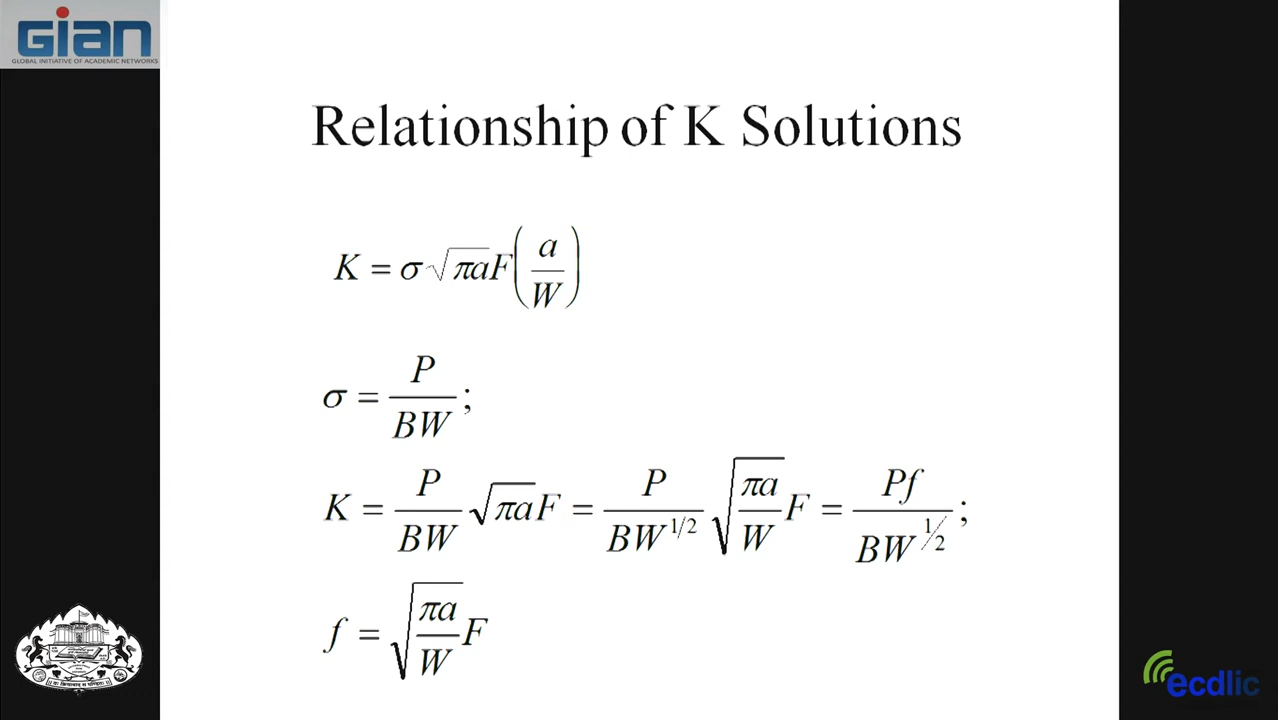 GIAN
GLOBAL INITIATIVE OF ACADEMIC NETWORKS
Relationship of K Solutions
K = σ√(πa) F(a/W)
σ = P/BW ;
K = P/BW √(πa) F = P/BW^1/2 √(πa/W) F = Pf/BW^1/2 ;
f = √(πa/W) F
ecdlic